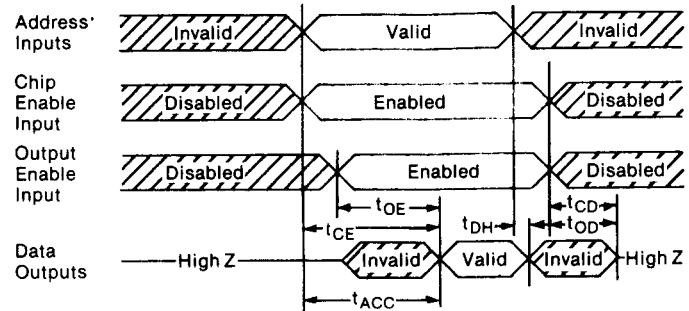 Address'
Inputs
Invalid
Valid
Invalid
Chip
Enable
Input
Disabled
Enabled
Disabled
Output
Enable
Input
Disabled
Enabled
Disabled
tOE
tCD
tCE
tDH
tOD
Data
Outputs
High Z
Invalid
Valid
Invalid
High Z
tACC